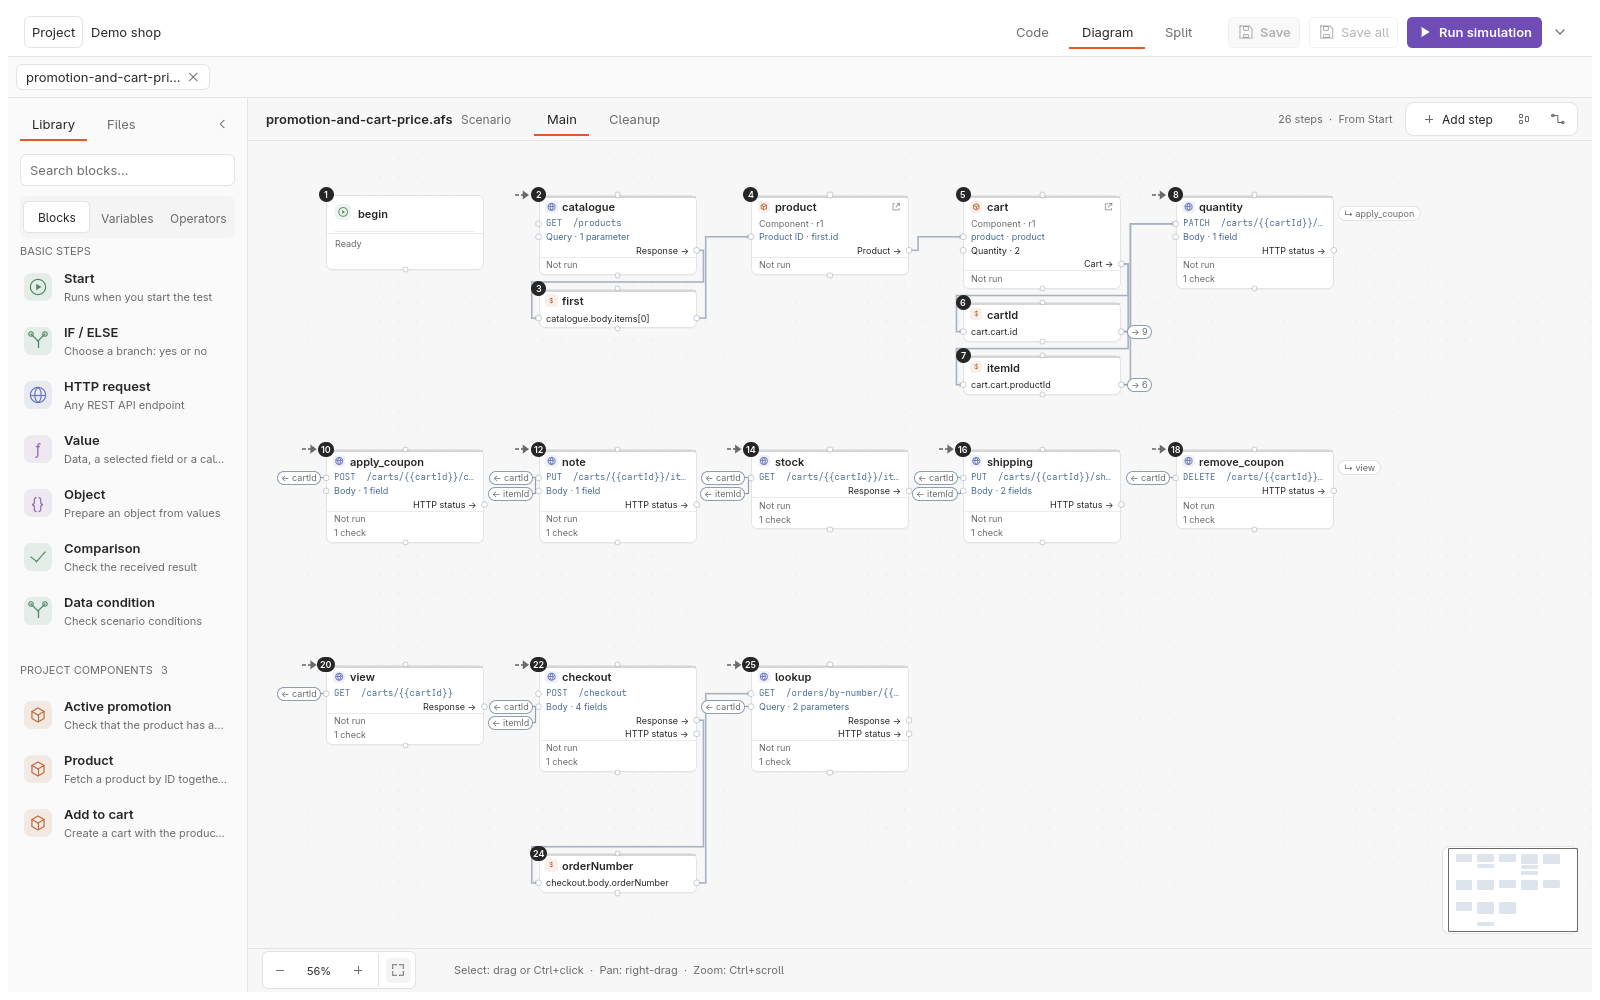 Project
Demo shop
Code
Diagram
Split
Save
Save all
Run simulation
promotion-and-cart-pri...
Library
Files
promotion-and-cart-price.afs
Scenario
Main
Cleanup
26 steps · From Start
+ Add step
Search blocks...
Blocks
Variables
Operators
BASIC STEPS
Start
Runs when you start the test
IF / ELSE
Choose a branch: yes or no
HTTP request
Any REST API endpoint
Value
Data, a selected field or a cal...
Object
Prepare an object from values
Comparison
Check the received result
Data condition
Check scenario conditions
PROJECT COMPONENTS 3
Active promotion
Check that the product has a...
Product
Fetch a product by ID togethe...
Add to cart
Create a cart with the produc...
1
begin
Ready
2
catalogue
GET /products
Query · 1 parameter
Response →
Not run
3
first
catalogue.body.items[0]
4
product
Component · r1
Product ID · first.id
Product →
Not run
5
cart
Component · r1
product · product
Quantity · 2
Cart →
Not run
6
cartId
cart.cart.id
→ 9
7
itemId
cart.cart.productId
→ 6
8
quantity
PATCH /carts/{{cartId}}/…
Body · 1 field
HTTP status →
Not run
1 check
↳ apply_coupon
10
apply_coupon
← cartId
POST /carts/{{cartId}}/c…
Body · 1 field
HTTP status →
Not run
1 check
12
note
← cartId
PUT /carts/{{cartId}}/it…
← itemId
Body · 1 field
HTTP status →
Not run
1 check
14
stock
← cartId
GET /carts/{{cartId}}/it…
← itemId
Response →
Not run
1 check
16
shipping
← cartId
PUT /carts/{{cartId}}/sh…
← itemId
Body · 2 fields
HTTP status →
Not run
1 check
18
remove_coupon
← cartId
DELETE /carts/{{cartId}}…
HTTP status →
Not run
1 check
↳ view
20
view
← cartId
GET /carts/{{cartId}}
Response →
Not run
1 check
22
checkout
POST /checkout
← cartId
Body · 4 fields
← itemId
Response →
HTTP status →
Not run
1 check
24
orderNumber
checkout.body.orderNumber
25
lookup
GET /orders/by-number/{{…
← cartId
Query · 2 parameters
Response →
HTTP status →
Not run
1 check
− 56% +
Select: drag or Ctrl+click · Pan: right-drag · Zoom: Ctrl+scroll